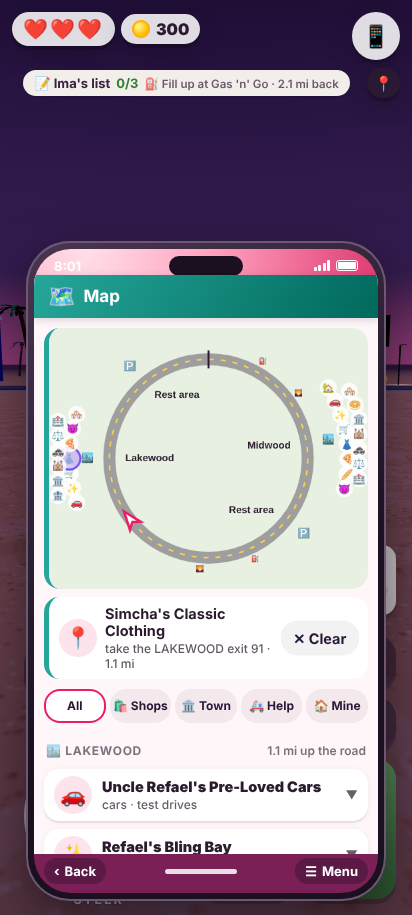 300
Ima's list 0/3 Fill up at Gas 'n' Go · 2.1 mi back
8:01
Map
Rest area
Midwood
Lakewood
Rest area
Simcha's Classic
Clothing
take the LAKEWOOD exit 91 ·
1.1 mi
✕ Clear
All
Shops
Town
Help
Mine
LAKEWOOD
1.1 mi up the road
Uncle Refael's Pre-Loved Cars
cars · test drives
Refael's Bling Bay
‹ Back
☰ Menu